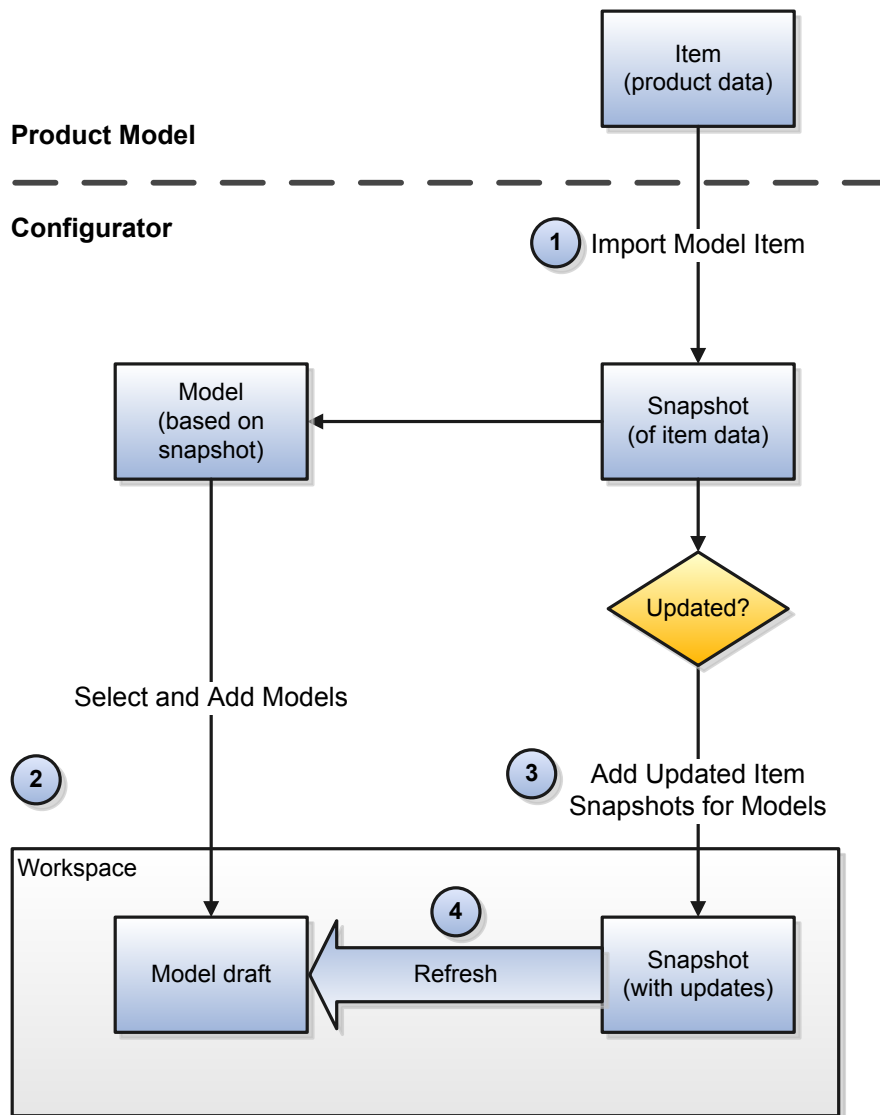 Item
(product data)
Product Model
Configurator
1
Import Model Item
Model
(based on
snapshot)
Snapshot
(of item data)
Updated?
Select and Add Models
2
3
Add Updated Item
Snapshots for Models
Workspace
4
Model draft
Refresh
Snapshot
(with updates)